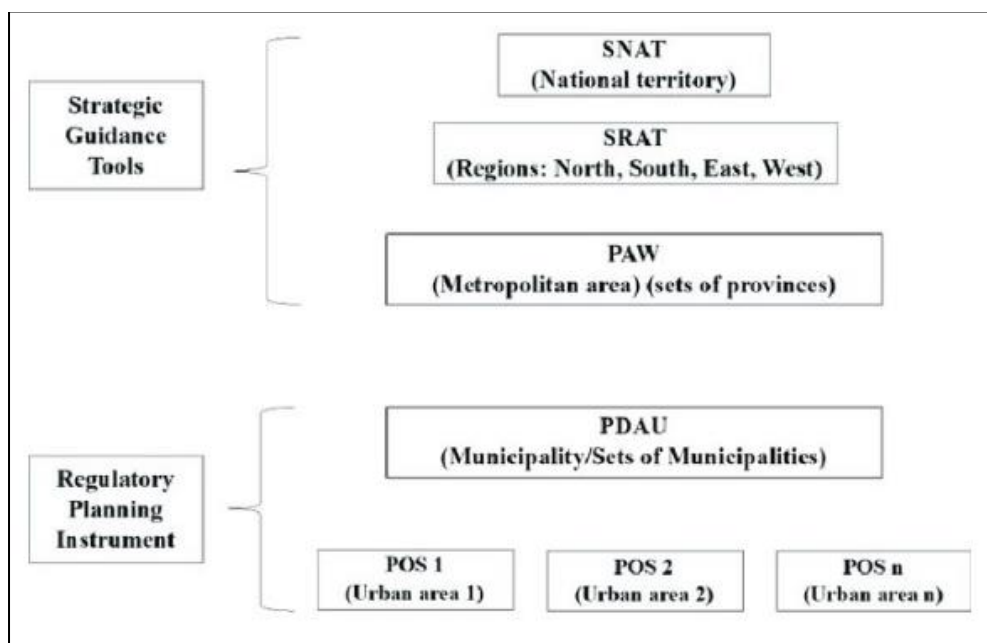 Strategic
Guidance
Tools
SNAT
(National territory)
SRAT
(Regions: North, South, East, West)
PAW
(Metropolitan area) (sets of provinces)
Regulatory
Planning
Instrument
PDAU
(Municipality/Sets of Municipalities)
POS 1
(Urban area 1)
POS 2
(Urban area 2)
POS n
(Urban area n)